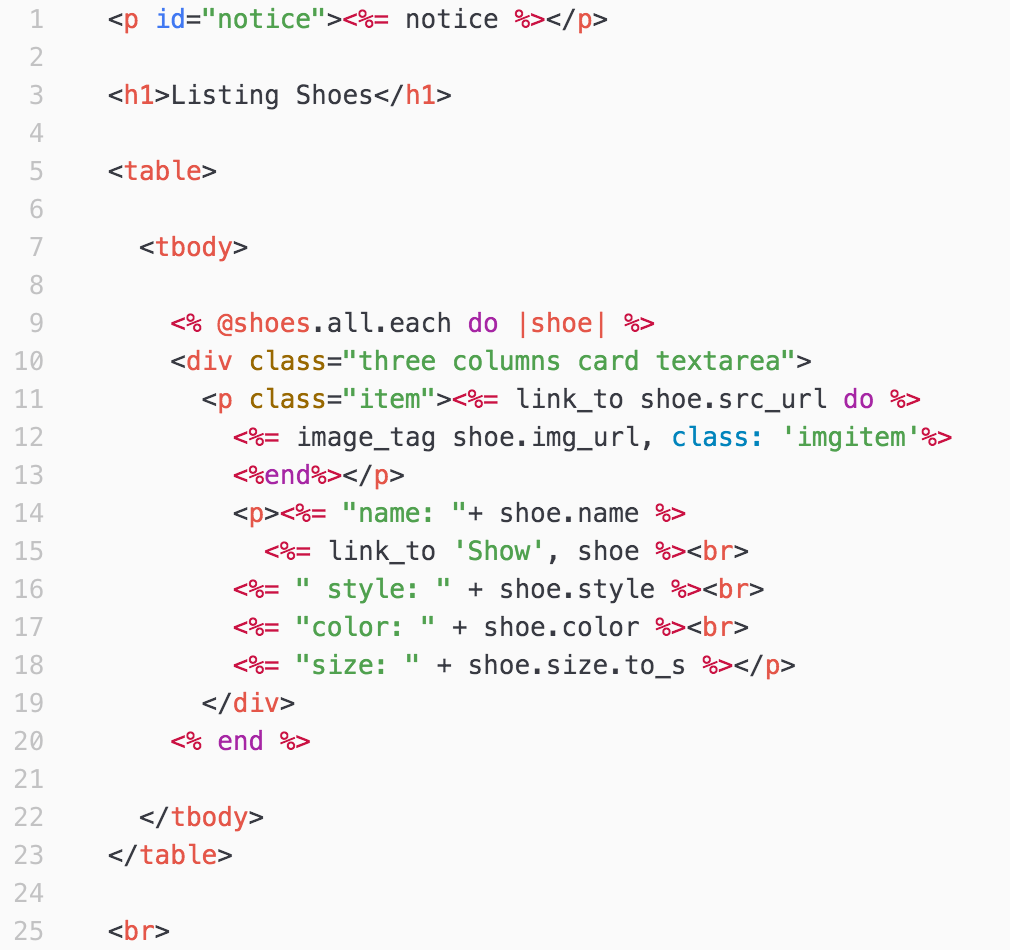 1 <p id="notice"><%= notice %></p>
2
3 <h1>Listing Shoes</h1>
4
5 <table>
6
7   <tbody>
8
9     <% @shoes.all.each do |shoe| %>
10     <div class="three columns card textarea">
11       <p class="item"><%= link_to shoe.src_url do %>
12         <%= image_tag shoe.img_url, class: 'imgitem'%>
13         <%end%></p>
14         <p><%= "name: "+ shoe.name %>
15           <%= link_to 'Show', shoe %><br>
16         <%= " style: " + shoe.style %><br>
17         <%= "color: " + shoe.color %><br>
18         <%= "size: " + shoe.size.to_s %></p>
19       </div>
20     <% end %>
21
22   </tbody>
23 </table>
24
25 <br>